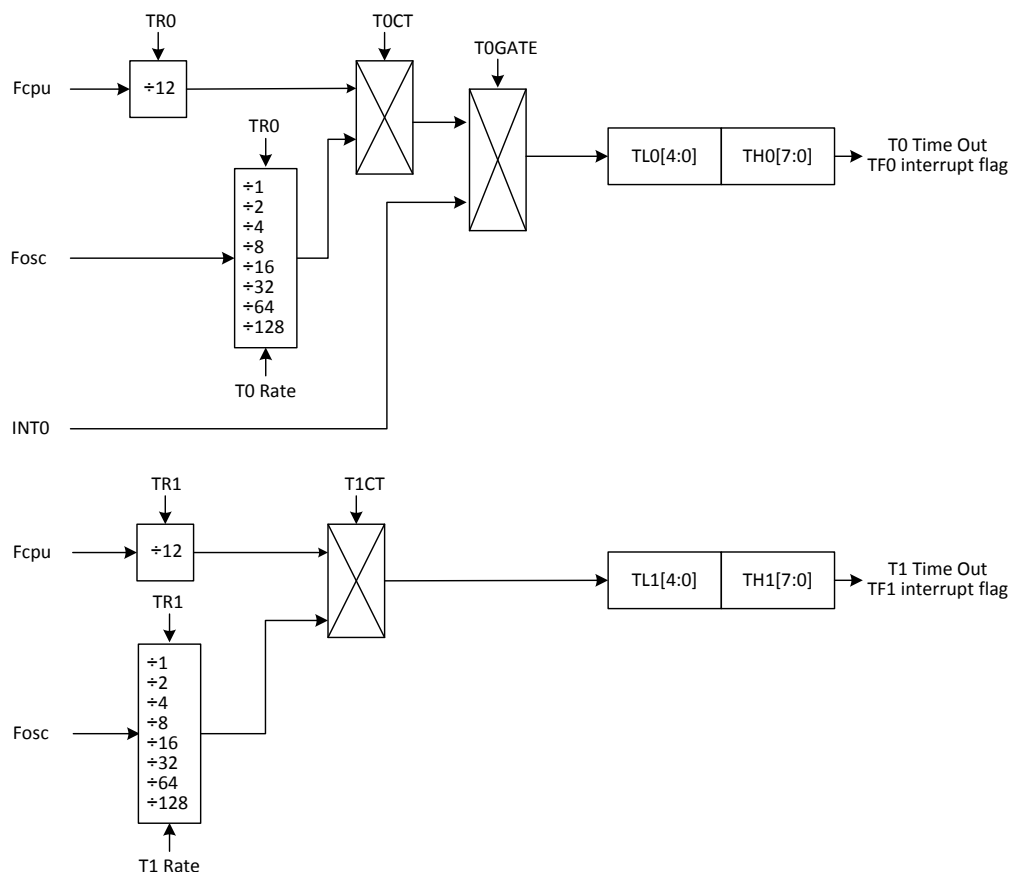 TR0
T0CT
T0GATE
Fcpu
÷12
TR0
÷1
÷2
÷4
÷8
÷16
÷32
÷64
÷128
Fosc
T0 Rate
INT0
TL0[4:0]
TH0[7:0]
T0 Time Out
TF0 interrupt flag
TR1
T1CT
Fcpu
÷12
TR1
÷1
÷2
÷4
÷8
÷16
÷32
÷64
÷128
Fosc
T1 Rate
TL1[4:0]
TH1[7:0]
T1 Time Out
TF1 interrupt flag